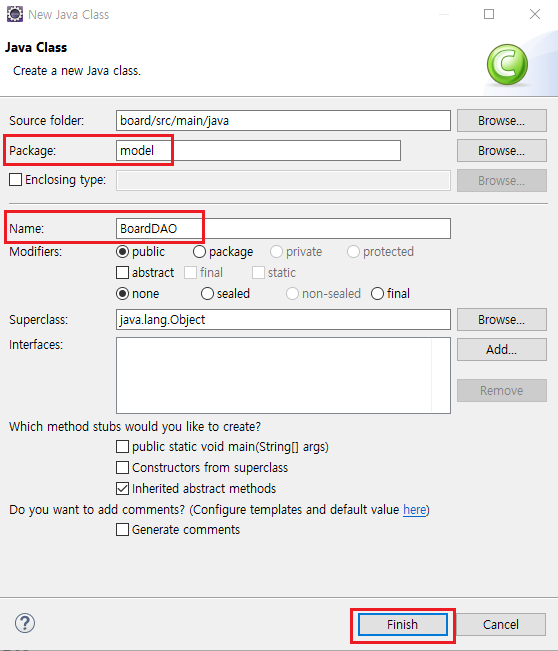 New Java Class
Java Class
Create a new Java class.
C
Source folder: board/src/main/java Browse...
Package: model Browse...
Enclosing type: Browse...
Name: BoardDAO
Modifiers: public package private protected
abstract final static
none sealed non-sealed final
Superclass: java.lang.Object Browse...
Interfaces: Add...
Remove
Which method stubs would you like to create?
public static void main(String[] args)
Constructors from superclass
Inherited abstract methods
Do you want to add comments? (Configure templates and default value here)
Generate comments
? Finish Cancel